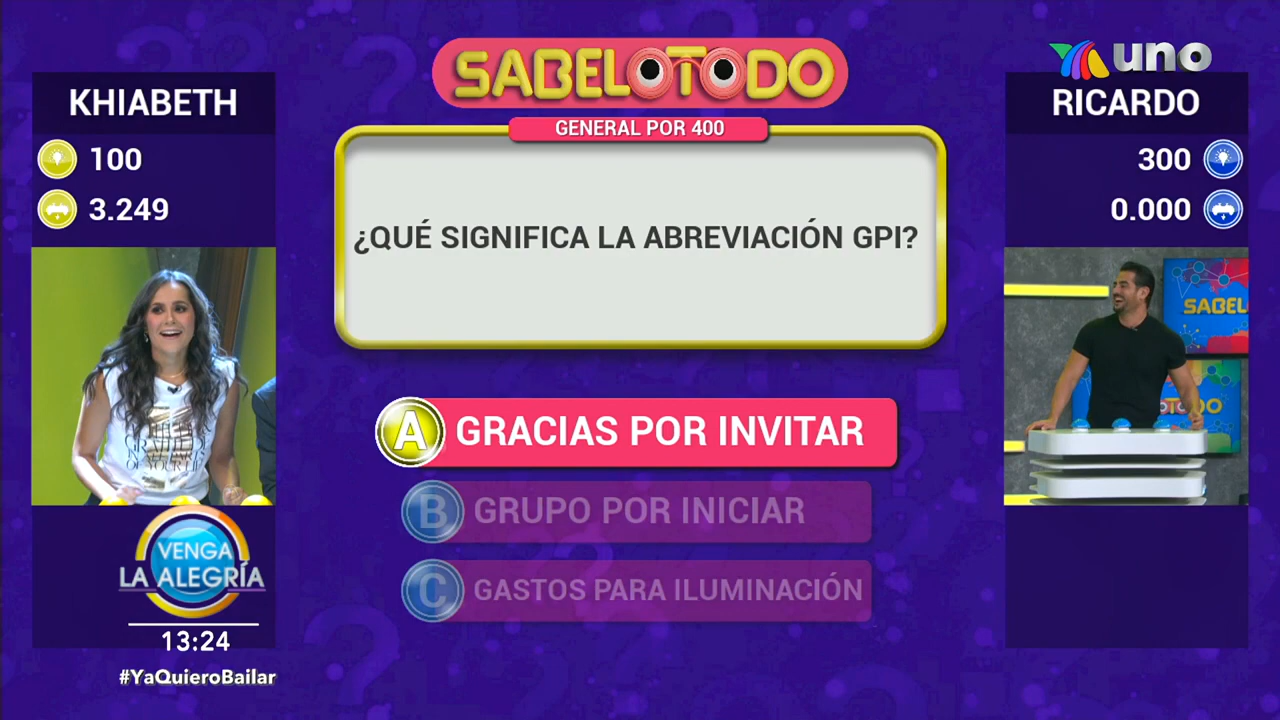 SABELOTODO
uno
GENERAL POR 400
KHIABETH
100
3.249
RICARDO
300
0.000
¿QUÉ SIGNIFICA LA ABREVIACIÓN GPI?
A GRACIAS POR INVITAR
B GRUPO POR INICIAR
C GASTOS PARA ILUMINACIÓN
SABEL
VENGA
LA ALEGRÍA
13:24
#YaQuieroBailar